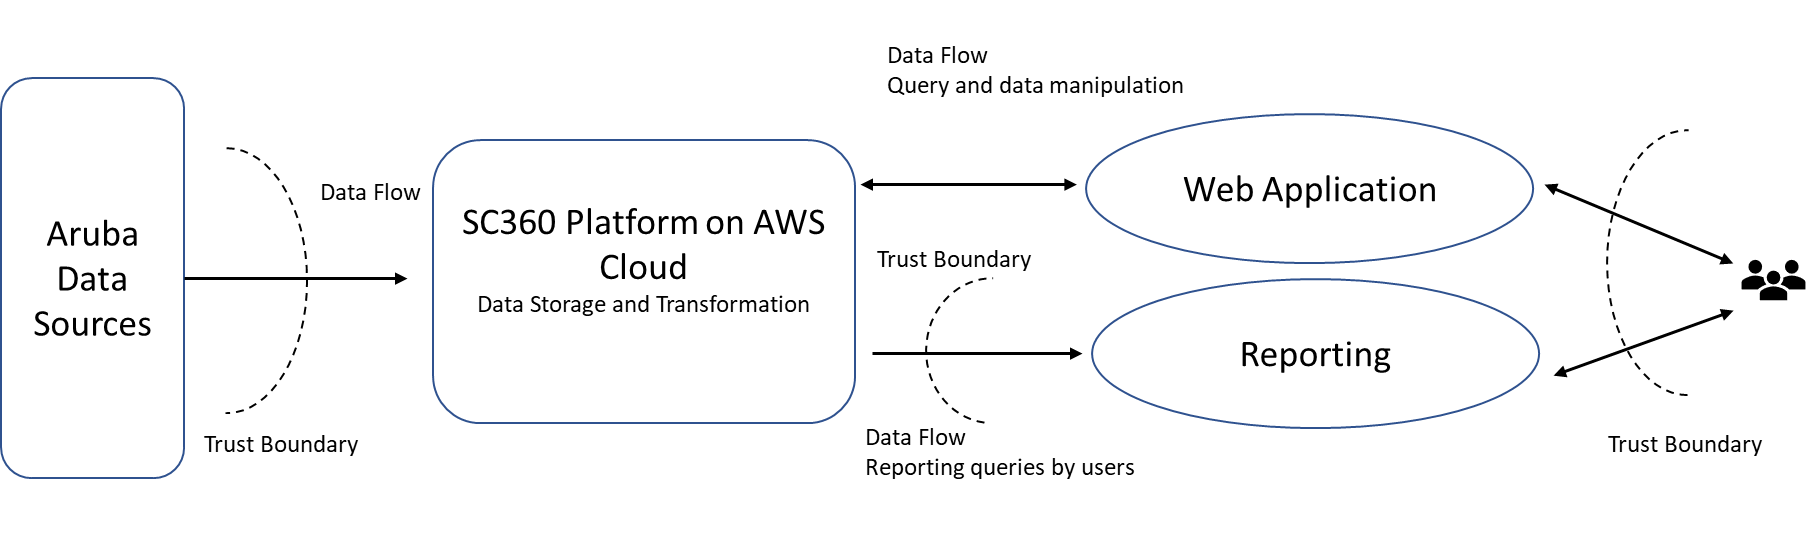 Aruba
Data
Sources
Trust Boundary
Data Flow
SC360 Platform on AWS
Cloud
Data Storage and Transformation
Data Flow
Query and data manipulation
Web Application
Trust Boundary
Reporting
Data Flow
Reporting queries by users
Trust Boundary